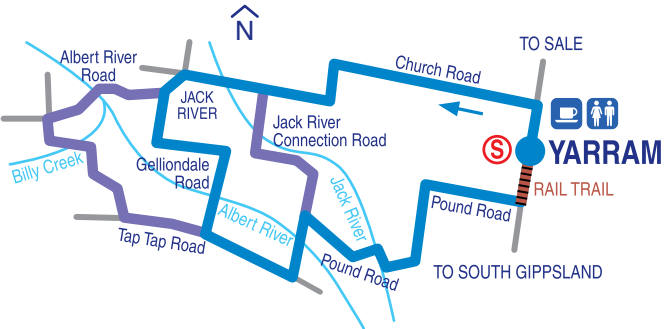 N
TO SALE
Albert River
Road
Church Road
JACK
RIVER
Jack River
Connection Road
S
YARRAM
Billy Creek
Gelliondale
Road
Jack River
RAIL TRAIL
Albert River
Pound Road
Tap Tap Road
Pound Road
TO SOUTH GIPPSLAND